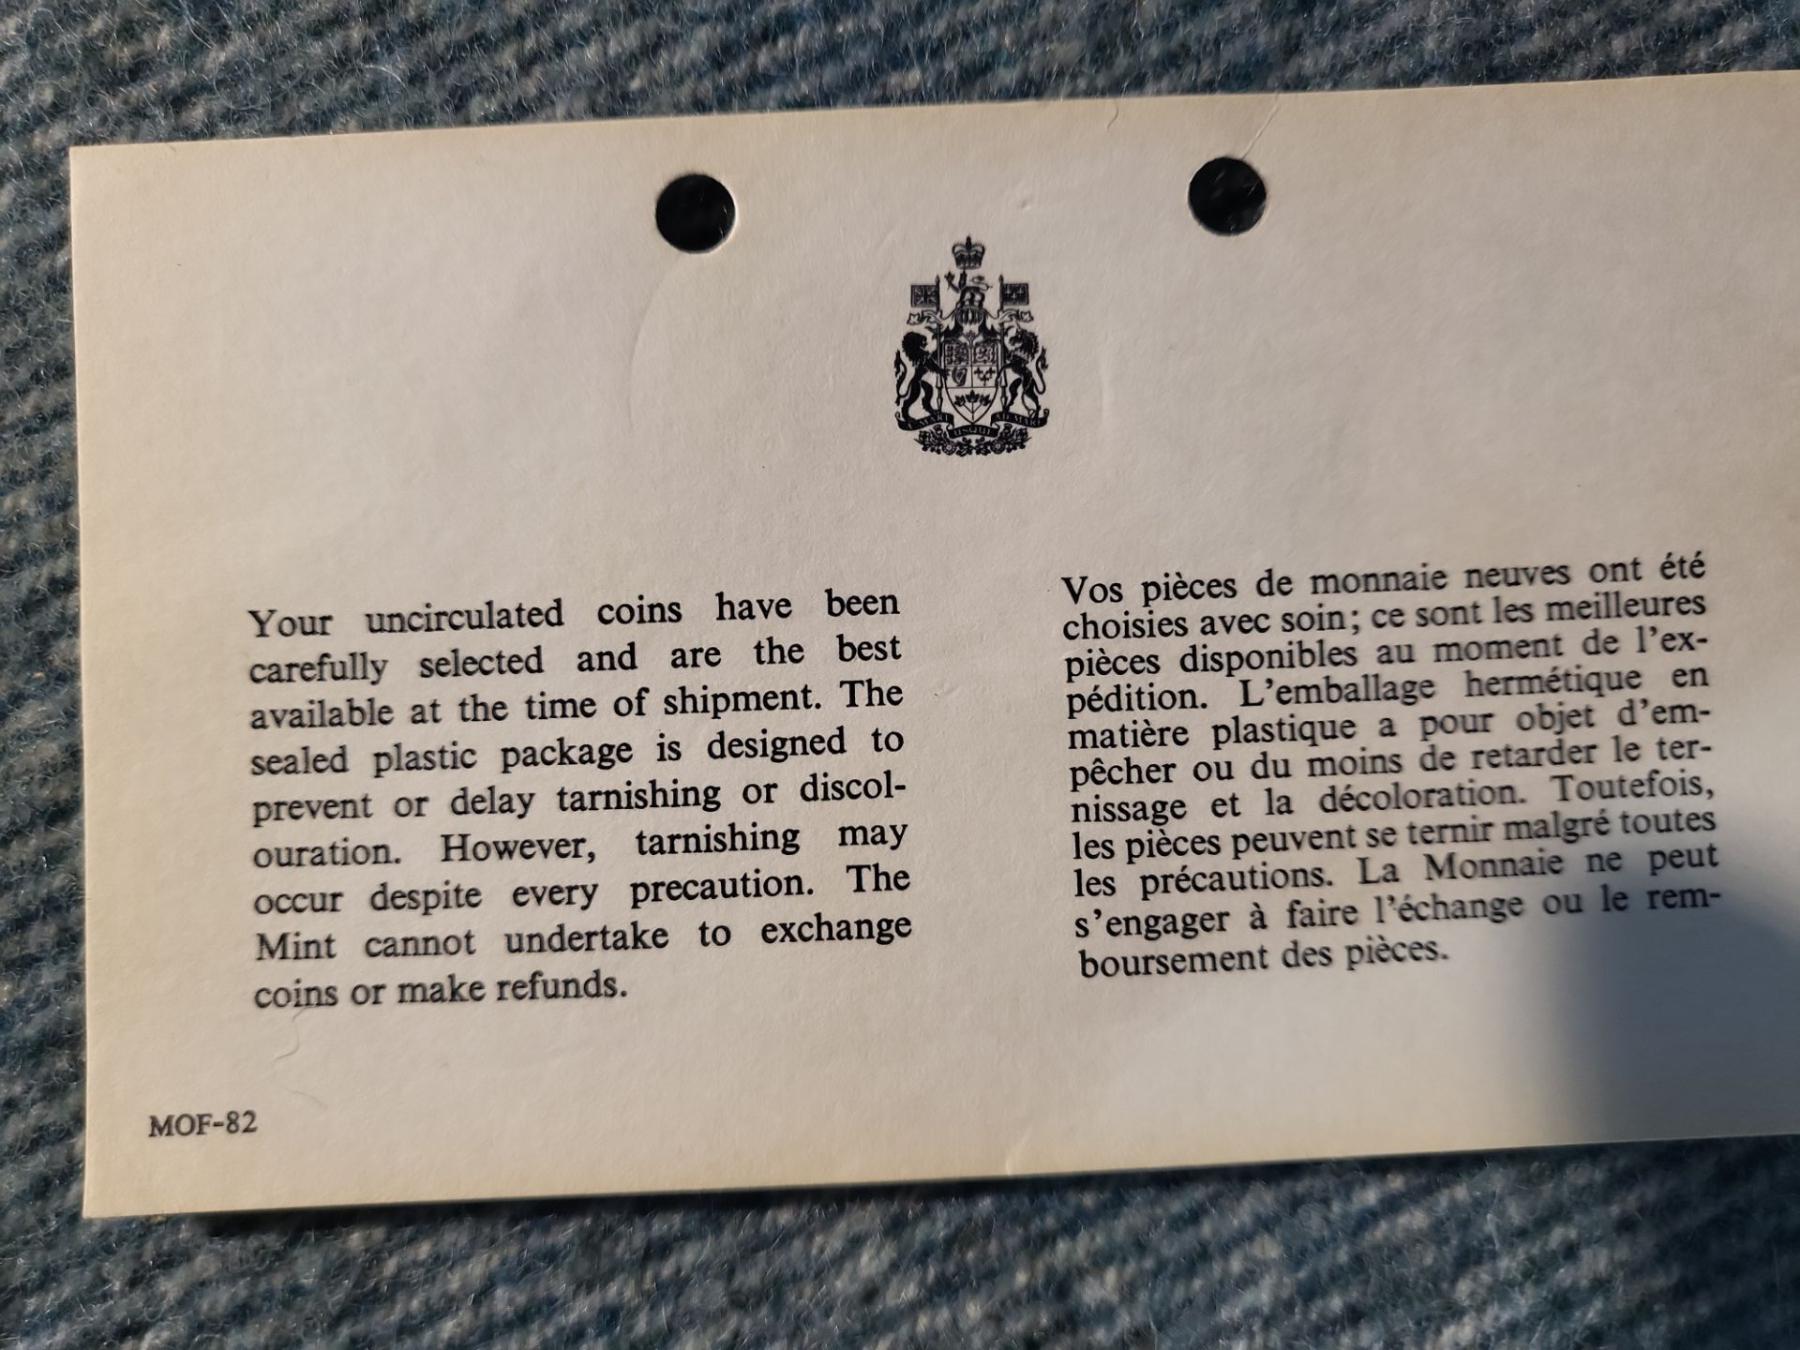 Your uncirculated coins have been
carefully selected and are the best
available at the time of shipment. The
sealed plastic package is designed to
prevent or delay tarnishing or discol-
ouration. However, tarnishing may
occur despite every precaution. The
Mint cannot undertake to exchange
coins or make refunds.
Vos pièces de monnaie neuves ont été
choisies avec soin; ce sont les meilleures
pièces disponibles au moment de l'ex-
pédition. L'emballage hermétique en
matière plastique a pour objet d'em-
pêcher ou du moins de retarder le ter-
nissage et la décoloration. Toutefois,
les pièces peuvent se ternir malgré toutes
les précautions. La Monnaie ne peut
s'engager à faire l'échange ou le rem-
boursement des pièces.
MOF-82